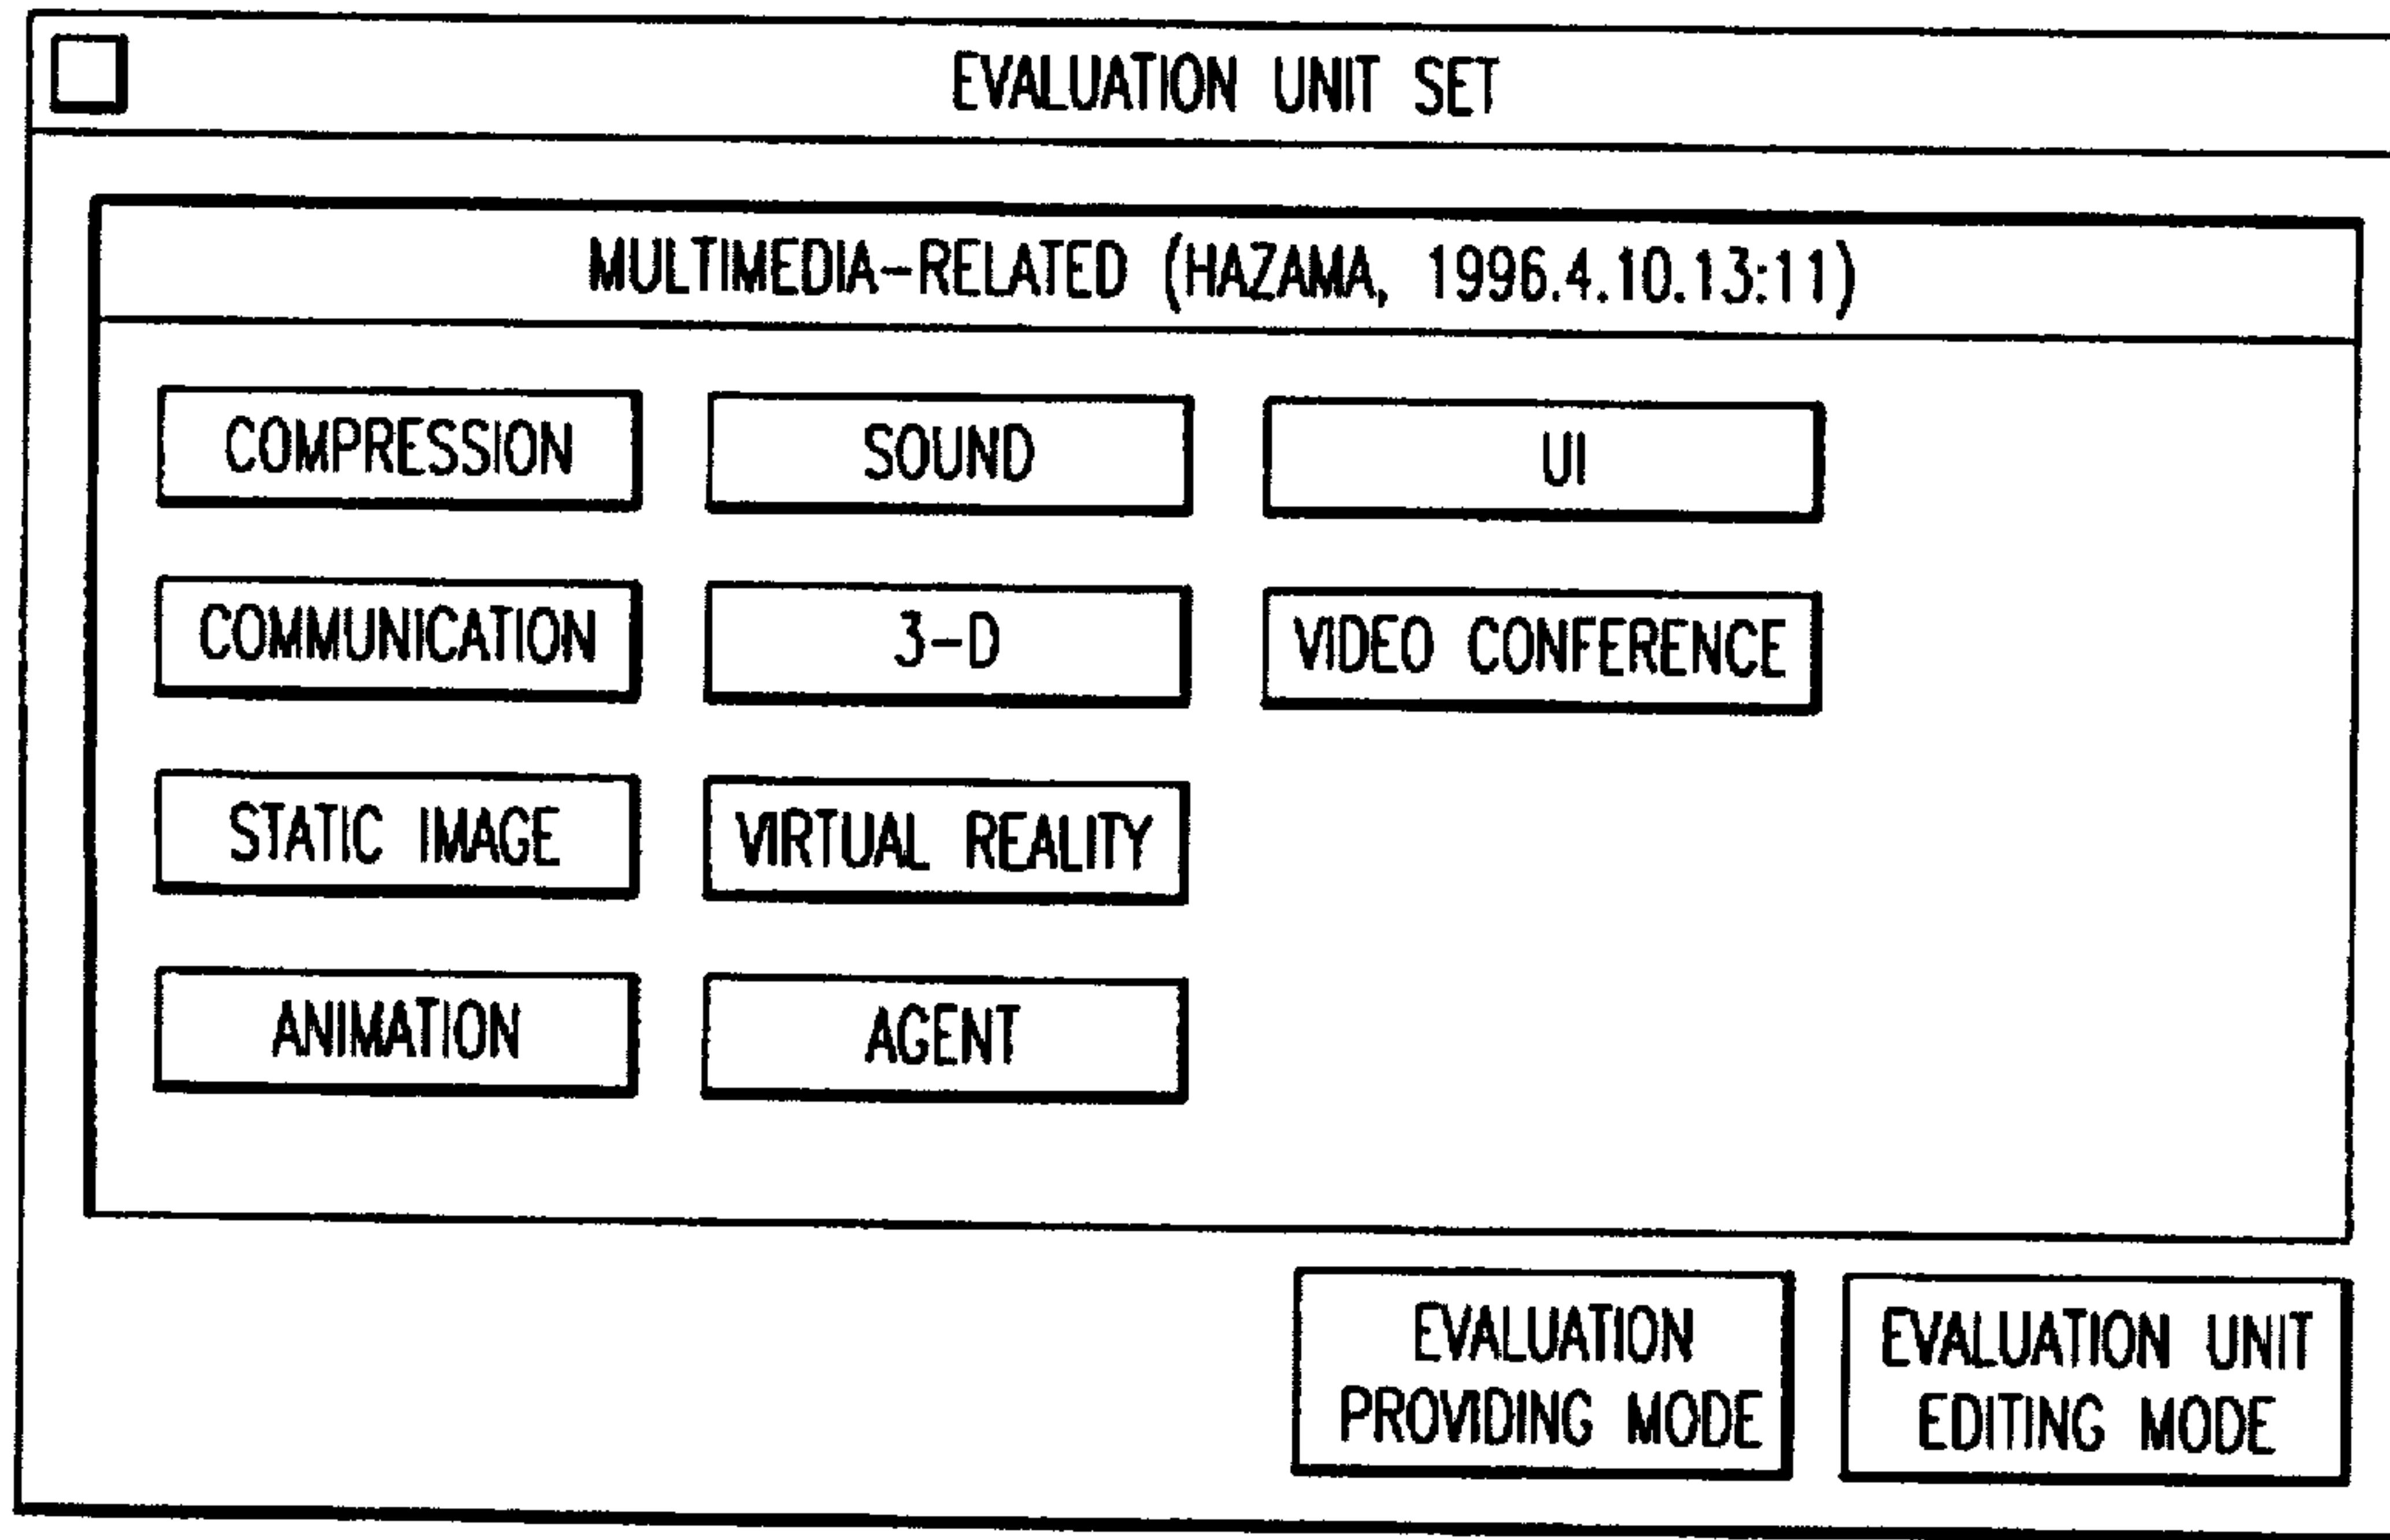 EVALUATION UNIT SET
MULTIMEDIA-RELATED (HAZAMA, 1996.4.10.13:11)
COMPRESSION SOUND UI
COMMUNICATION 3-D VIDEO CONFERENCE
STATIC IMAGE VIRTUAL REALITY
ANIMATION AGENT
EVALUATION
PROVIDING MODE
EVALUATION UNIT
EDITING MODE